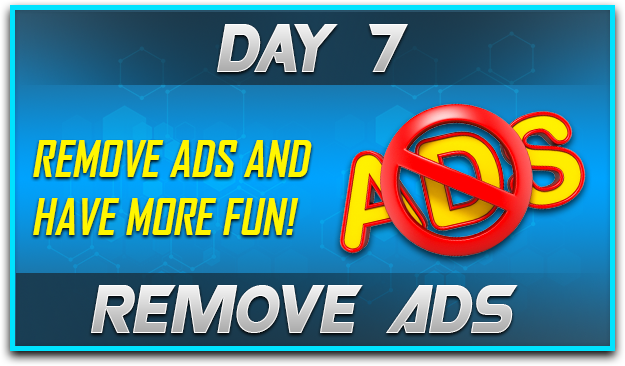 DAY 7
REMOVE ADS AND
HAVE MORE FUN!
ADS
REMOVE ADS